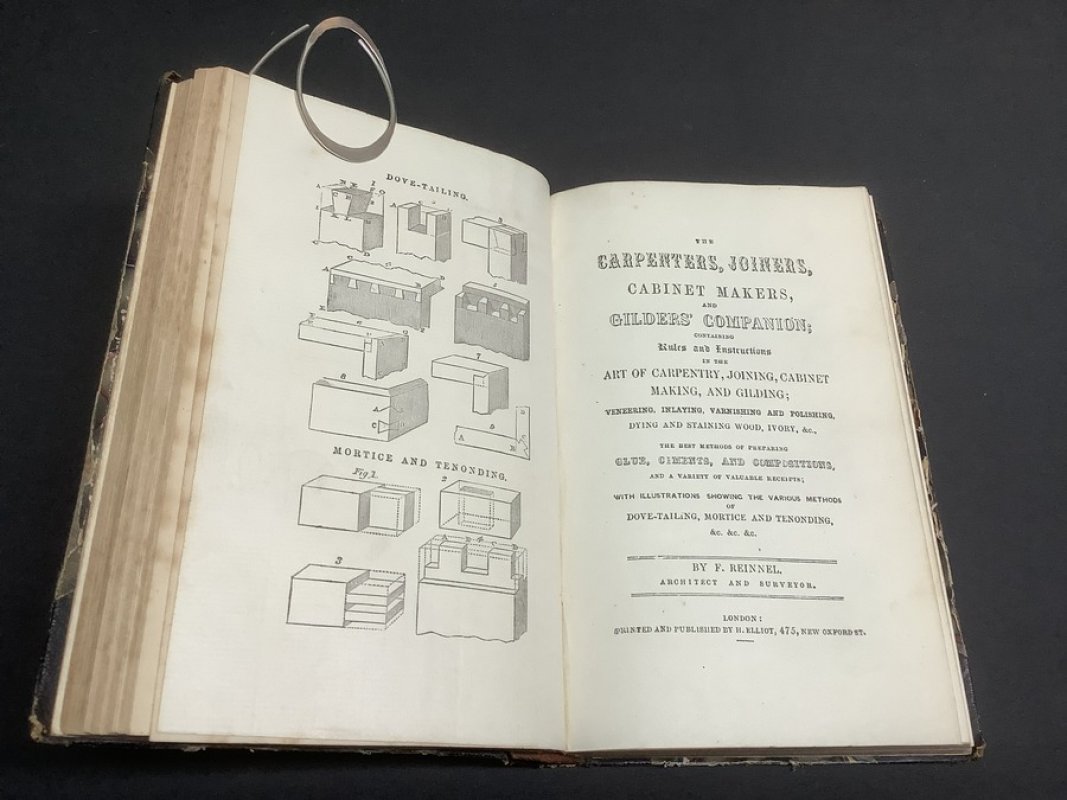 DOVE-TAILING.
MORTICE AND TENONDING.
Fig 1.
2
3
THE
CARPENTERS, JOINERS,
CABINET MAKERS,
AND
GILDERS' COMPANION;
CONTAINING
Rules and Instructions
IN THE
ART OF CARPENTRY, JOINING, CABINET
MAKING, AND GILDING;
VENEERING, INLAYING, VARNISHING AND POLISHING,
DYING AND STAINING WOOD, IVORY, &c.,
THE BEST METHODS OF PREPARING
GLUE, CEMENTS, AND COMPOSITIONS,
AND A VARIETY OF VALUABLE RECEIPTS;
WITH ILLUSTRATIONS SHOWING THE VARIOUS METHODS
OF
DOVE-TAILING, MORTICE AND TENONDING,
&c. &c. &c.
BY F. REINNEL.
ARCHITECT AND SURVEYOR.
LONDON:
PRINTED AND PUBLISHED BY H. ELLIOT, 475, NEW OXFORD ST.